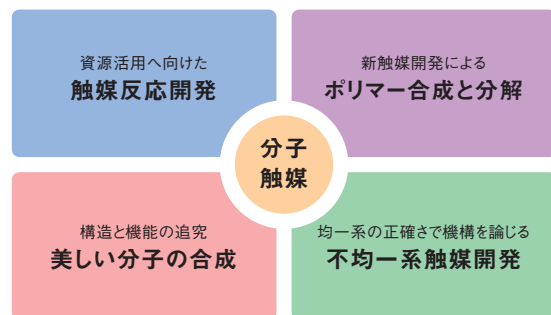 資源活用へ向けた
触媒反応開発
新触媒開発による
ポリマー合成と分解
分子
触媒
構造と機能の追究
美しい分子の合成
均一系の正確さで機構を論じる
不均一系触媒開発